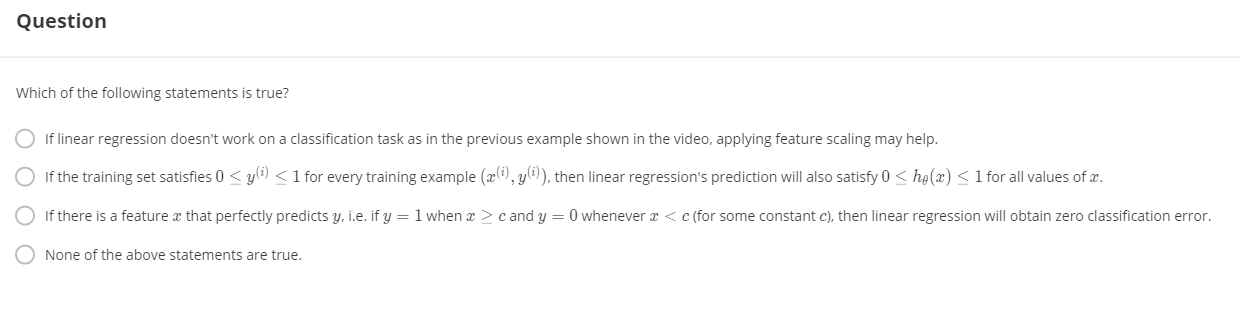 Question
Which of the following statements is true?
If linear regression doesn't work on a classification task as in the previous example shown in the video, applying feature scaling may help.
If the training set satisfies 0 ≤ y⁽ⁱ⁾ ≤ 1 for every training example (x⁽ⁱ⁾, y⁽ⁱ⁾), then linear regression's prediction will also satisfy 0 ≤ hθ(x) ≤ 1 for all values of x.
If there is a feature x that perfectly predicts y, i.e. if y = 1 when x ≥ c and y = 0 whenever x < c (for some constant c), then linear regression will obtain zero classification error.
None of the above statements are true.